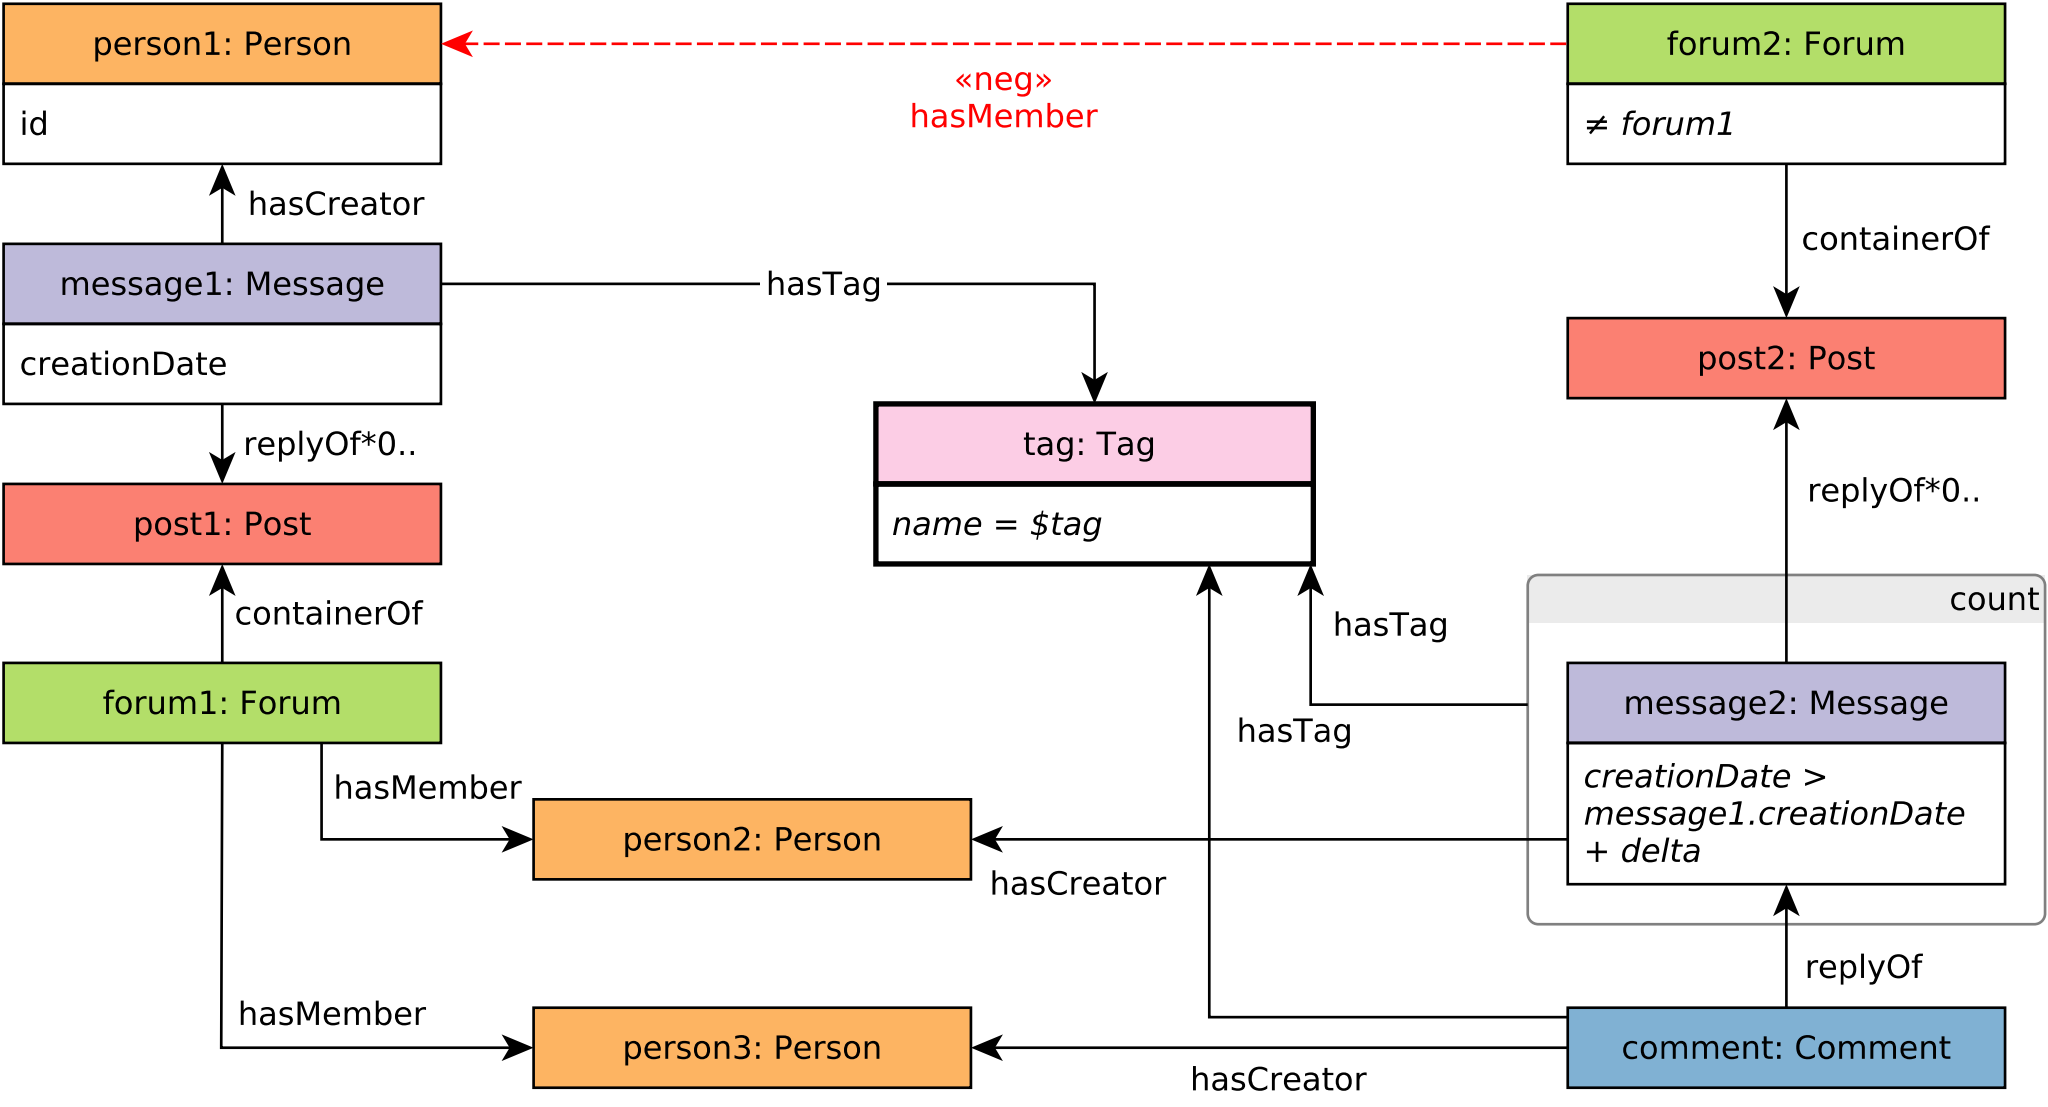 person1: Person
id
«neg»
hasMember
forum2: Forum
≠ forum1
hasCreator
containerOf
message1: Message
creationDate
hasTag
post2: Post
replyOf*0..
post1: Post
tag: Tag
name = $tag
replyOf*0..
containerOf
forum1: Forum
hasTag
hasTag
count
message2: Message
creationDate >
message1.creationDate
+ delta
hasMember
person2: Person
hasCreator
replyOf
hasMember
person3: Person
hasCreator
comment: Comment